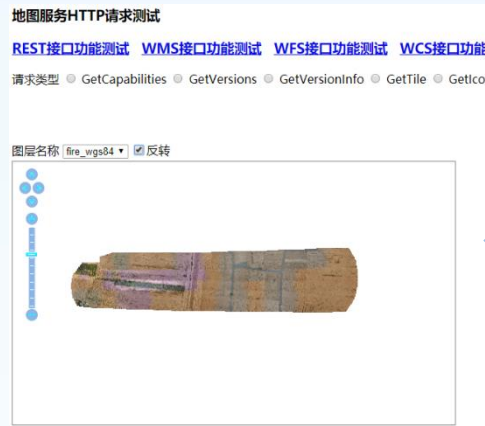 地图服务HTTP请求测试
REST接口功能测试 WMS接口功能测试 WFS接口功能测试 WCS接口功能
请求类型 GetCapabilities GetVersions GetVersionInfo GetTile GetIco
图层名称 fire_wgs84 反转